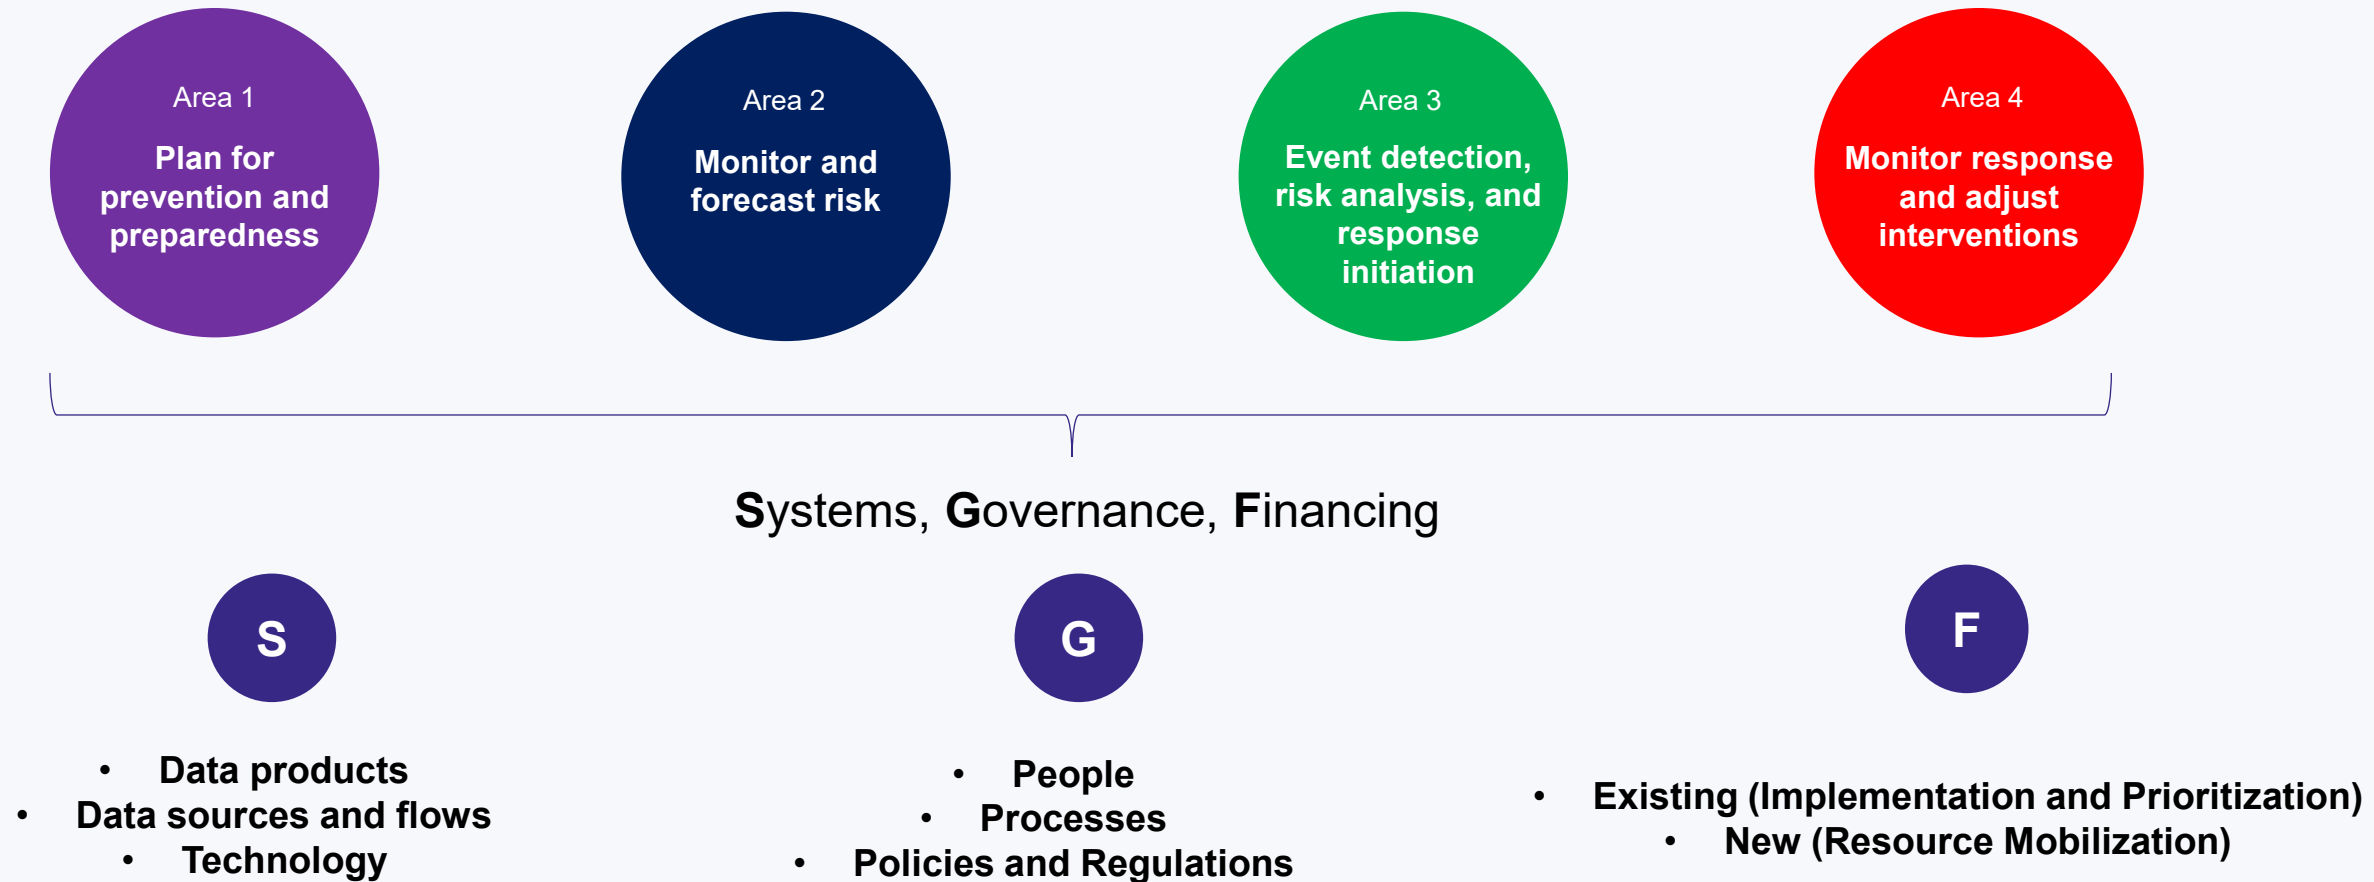 Area 1
Plan for
prevention and
preparedness
Area 2
Monitor and
forecast risk
Area 3
Event detection,
risk analysis, and
response
initiation
Area 4
Monitor response
and adjust
interventions
Systems, Governance, Financing
S
• Data products
• Data sources and flows
• Technology
G
• People
• Processes
• Policies and Regulations
F
• Existing (Implementation and Prioritization)
• New (Resource Mobilization)